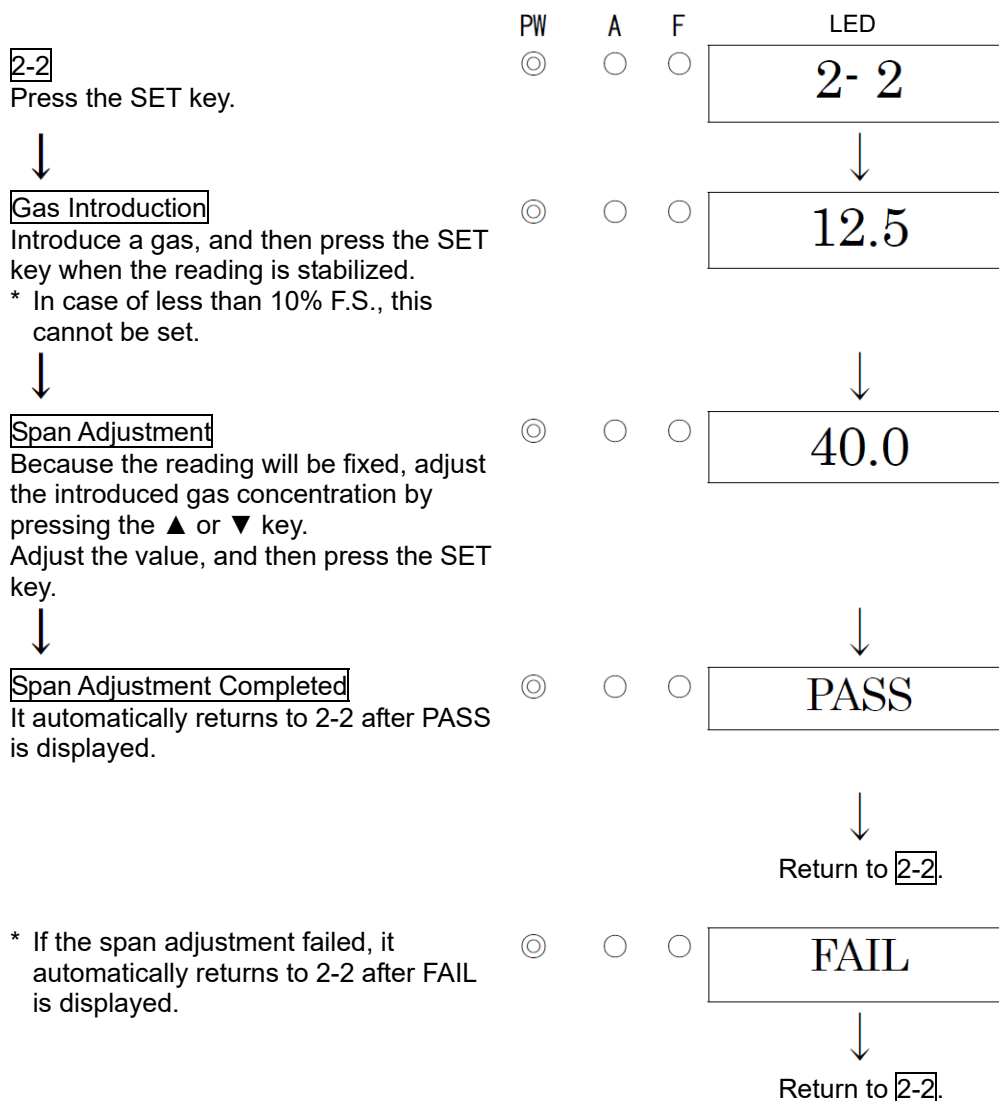 PW A F LED
2-2
2- 2
Press the SET key.
Gas Introduction
12.5
Introduce a gas, and then press the SET
key when the reading is stabilized.
* In case of less than 10% F.S., this
cannot be set.
Span Adjustment
40.0
Because the reading will be fixed, adjust
the introduced gas concentration by
pressing the ▲ or ▼ key.
Adjust the value, and then press the SET
key.
Span Adjustment Completed
PASS
It automatically returns to 2-2 after PASS
is displayed.
Return to 2-2.
* If the span adjustment failed, it
automatically returns to 2-2 after FAIL
is displayed.
FAIL
Return to 2-2.